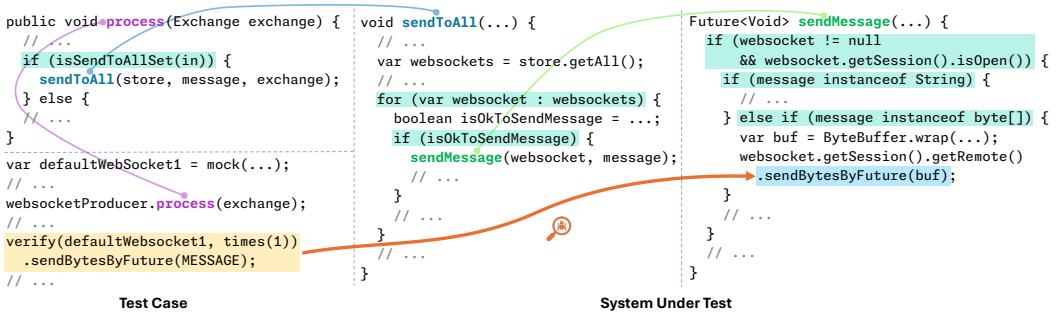 public void process(Exchange exchange) {
// ...
if (isSendToAllSet(in)) {
sendToAll(store, message, exchange);
} else {
// ...
}
var defaultWebSocket1 = mock(...);
// ...
websocketProducer.process(exchange);
// ...
verify(defaultWebsocket1, times(1))
.sendBytesByFuture(MESSAGE);
// ...
Test Case
void sendToAll(...) {
// ...
var websockets = store.getAll();
// ...
for (var websocket : websockets) {
boolean isOkToSendMessage = ...;
if (isOkToSendMessage) {
sendMessage(websocket, message);
// ...
}
// ...
}
// ...
}
Future<Void> sendMessage(...) {
if (websocket != null
&& websocket.getSession().isOpen()) {
if (message instanceof String) {
// ...
} else if (message instanceof byte[]) {
var buf = ByteBuffer.wrap(...);
websocket.getSession().getRemote()
.sendBytesByFuture(buf);
}
// ...
}
// ...
}
System Under Test